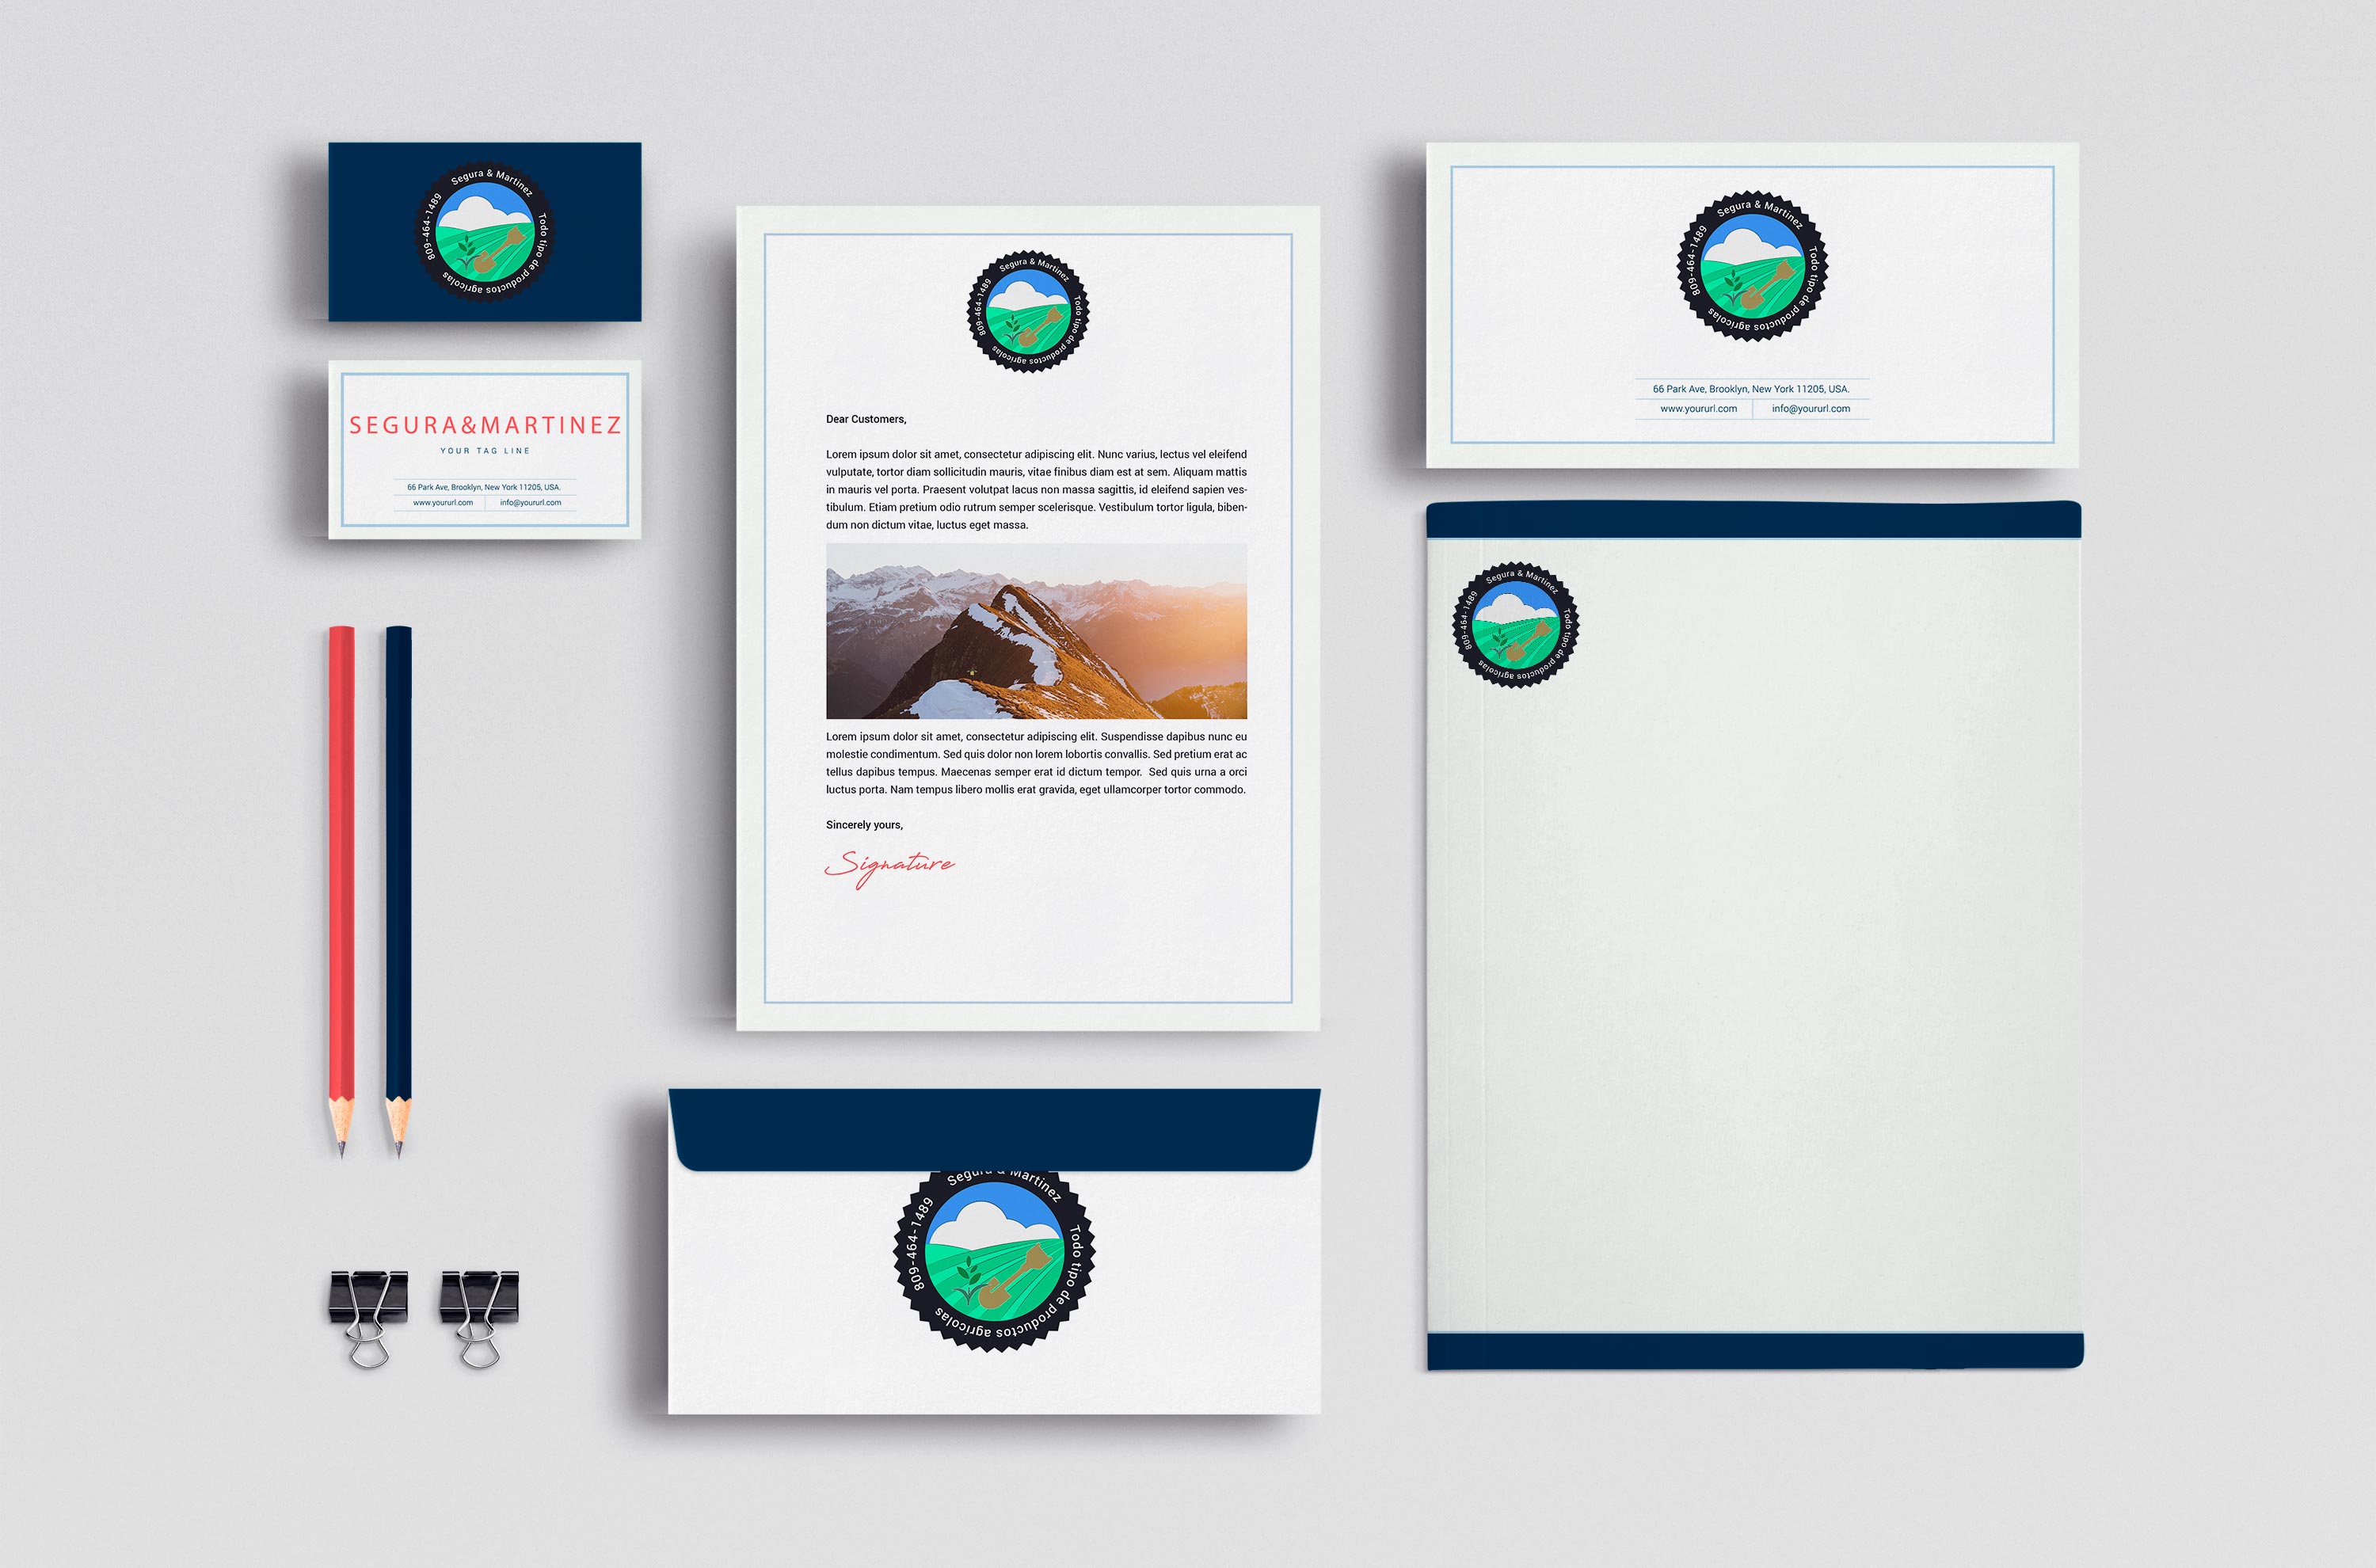 Segura & Martinez
Todo tipo de productos agrícolas
809-464-1489
SEGURA&MARTINEZ
YOUR TAG LINE
66 Park Ave, Brooklyn, New York 11205, USA.
www.yoururl.com
info@yoururl.com
Segura & Martinez
Todo tipo de productos agrícolas
809-464-1489
Dear Customers,
Lorem ipsum dolor sit amet, consectetur adipiscing elit. Nunc varius, lectus vel eleifend
vulputate, tortor diam sollicitudin mauris, vitae finibus diam est at sem. Aliquam mattis
in mauris vel porta. Praesent volutpat lacus non massa sagittis, id eleifend sapien ves-
tibulum. Etiam pretium odio rutrum semper scelerisque. Vestibulum tortor ligula, biben-
dum non dictum vitae, luctus eget massa.
Lorem ipsum dolor sit amet, consectetur adipiscing elit. Suspendisse dapibus nunc eu
molestie condimentum. Sed quis dolor non lorem lobortis convallis. Sed pretium erat ac
tellus dapibus tempus. Maecenas semper erat id dictum tempor. Sed quis urna a orci
luctus porta. Nam tempus libero mollis erat gravida, eget ullamcorper tortor commodo.
Sincerely yours,
Signature
Segura & Martinez
Todo tipo de productos agrícolas
809-464-1489
Segura & Martinez
Todo tipo de productos agrícolas
809-464-1489
66 Park Ave, Brooklyn, New York 11205, USA.
www.yoururl.com
info@yoururl.com
Segura & Martinez
Todo tipo de productos agrícolas
809-464-1489